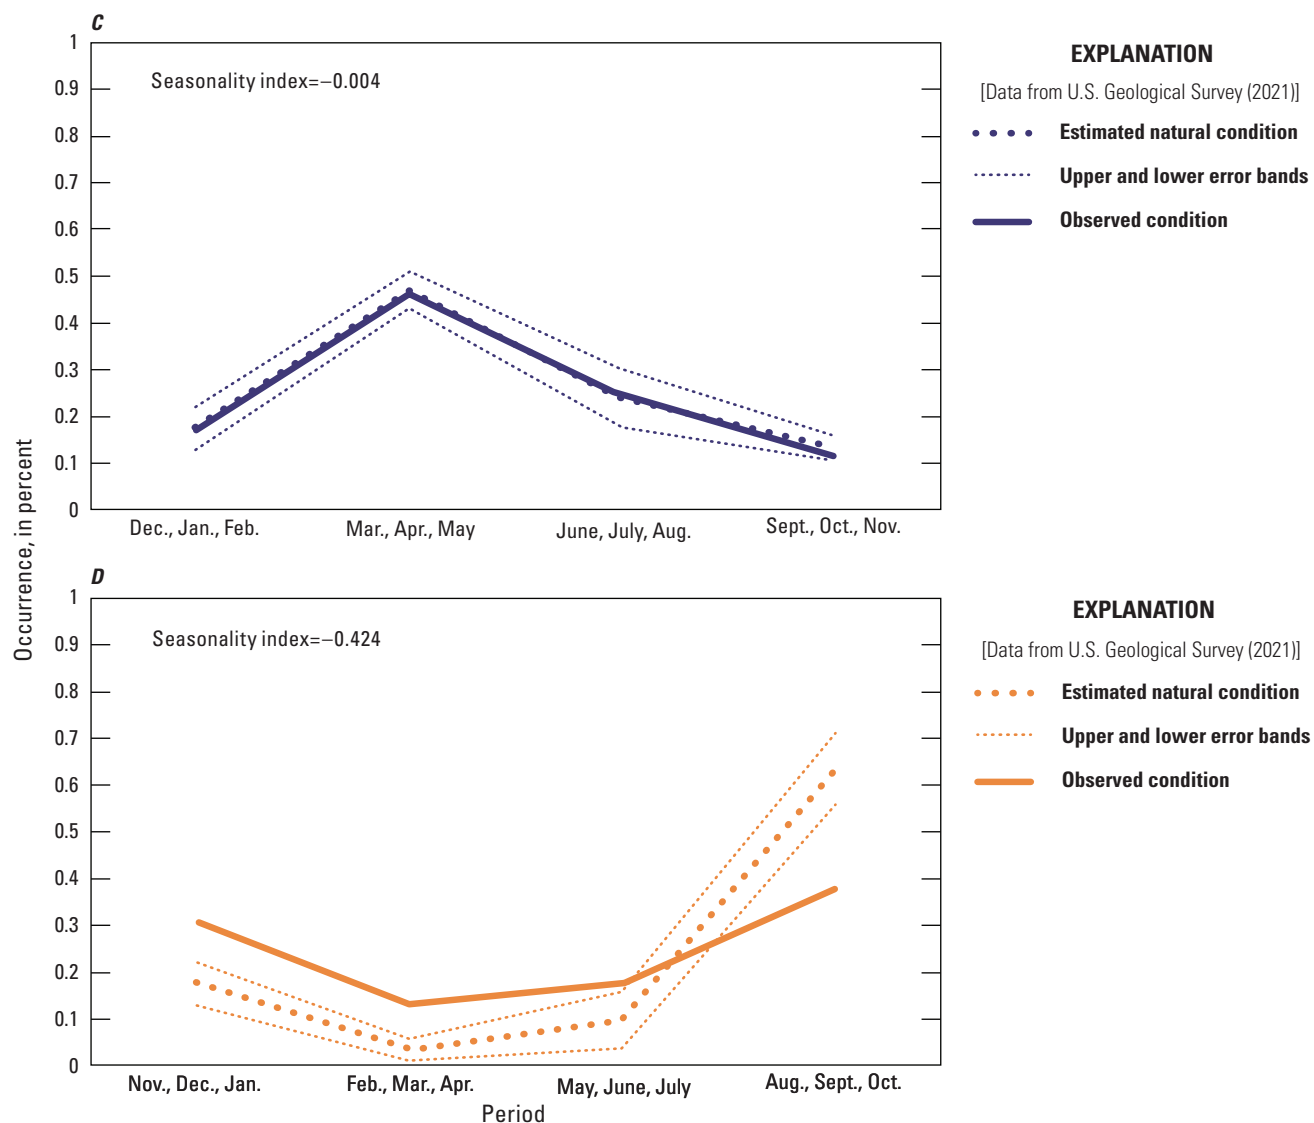 C
1
0.9
0.8
0.7
0.6
0.5
0.4
0.3
0.2
0.1
0
Seasonality index=−0.004
Dec., Jan., Feb.
Mar., Apr., May
June, July, Aug.
Sept., Oct., Nov.
EXPLANATION
[Data from U.S. Geological Survey (2021)]
Estimated natural condition
Upper and lower error bands
Observed condition
Occurrence, in percent
D
1
0.9
0.8
0.7
0.6
0.5
0.4
0.3
0.2
0.1
0
Seasonality index=−0.424
Nov., Dec., Jan.
Feb., Mar., Apr.
May, June, July
Aug., Sept., Oct.
Period
EXPLANATION
[Data from U.S. Geological Survey (2021)]
Estimated natural condition
Upper and lower error bands
Observed condition